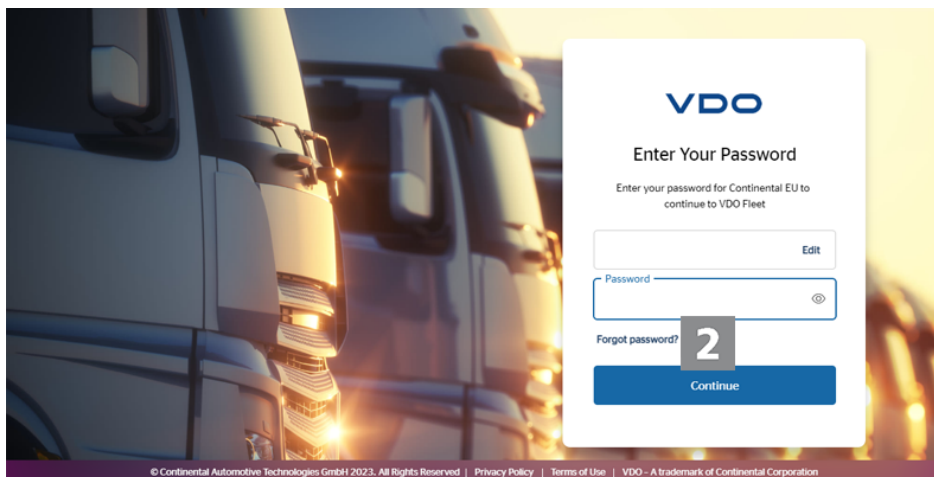 VDO
Enter Your Password
Enter your password for Continental EU to
continue to VDO Fleet
Edit
Password
Forgot password?
2
Continue
© Continental Automotive Technologies GmbH 2023. All Rights Reserved | Privacy Policy | Terms of Use | VDO – A trademark of Continental Corporation